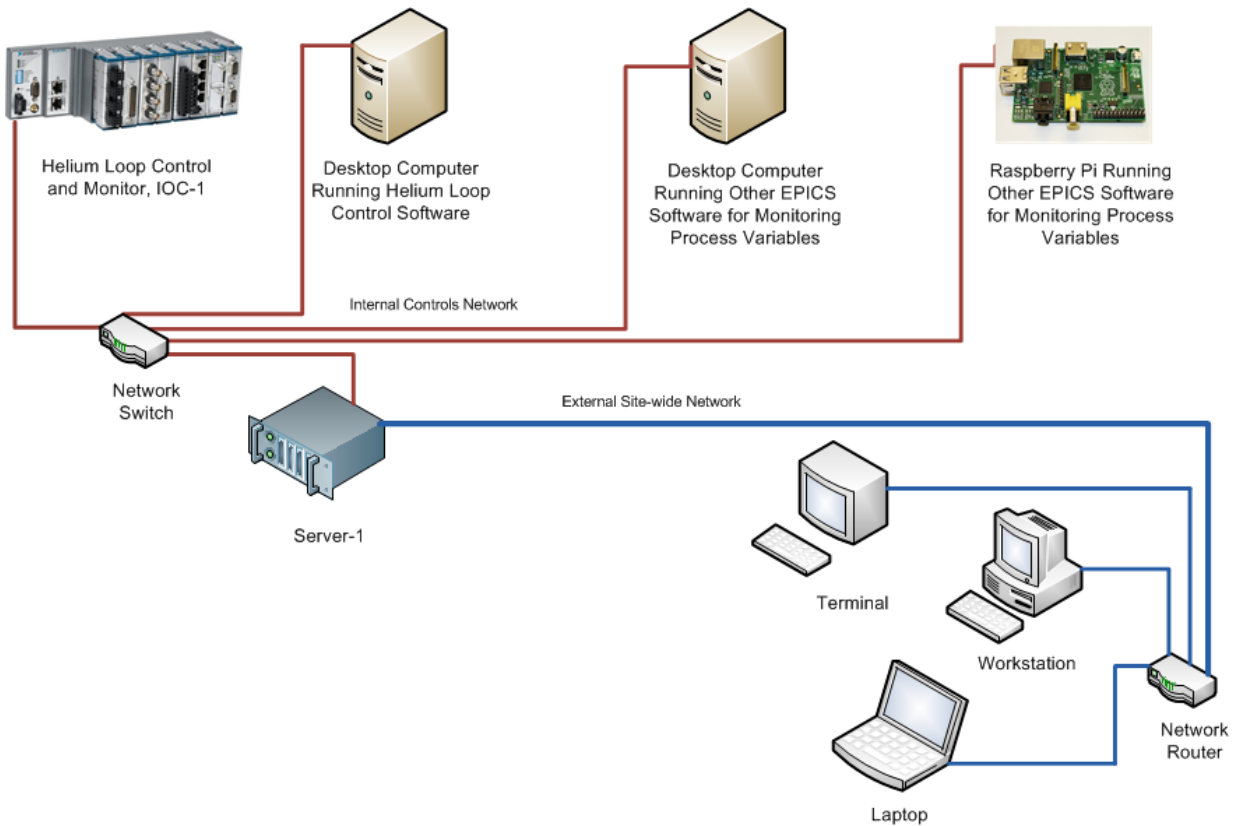 Helium Loop Control
and Monitor, IOC-1
Desktop Computer
Running Helium Loop
Control Software
Desktop Computer
Running Other EPICS
Software for Monitoring
Process Variables
Raspberry Pi Running
Other EPICS Software
for Monitoring Process
Variables
Internal Controls Network
Network
Switch
External Site-wide Network
Server-1
Terminal
Workstation
Network
Router
Laptop